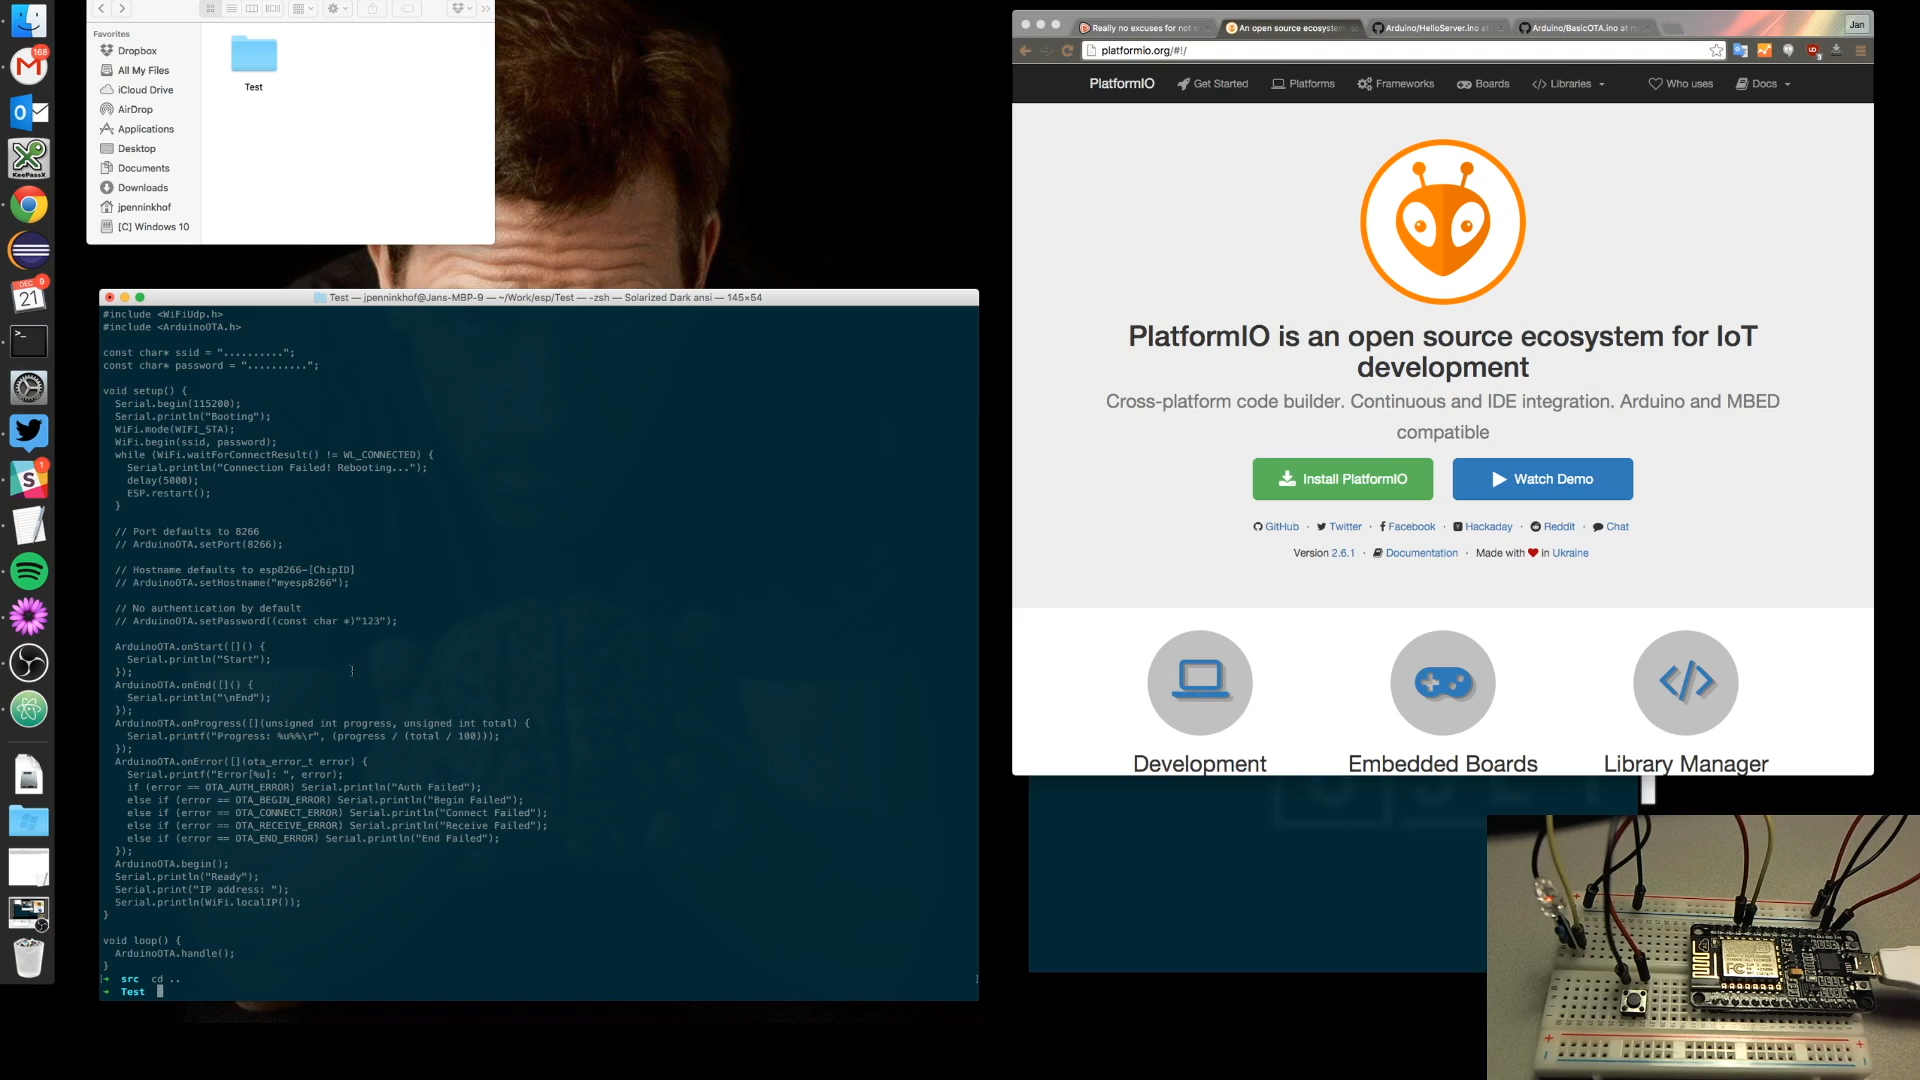 Favorites
Dropbox
All My Files
iCloud Drive
AirDrop
Applications
Desktop
Documents
Downloads
jpenninkhof
[C] Windows 10
Test
168
DEC 9
21
KeePassX
1
Test — jpenninkhof@Jans-MBP-9 — ~/Work/esp/Test — -zsh — Solarized Dark ansi — 145×54
#include <WiFiUdp.h>
#include <ArduinoOTA.h>
const char* ssid = "..........";
const char* password = "..........";
void setup() {
Serial.begin(115200);
Serial.println("Booting");
WiFi.mode(WIFI_STA);
WiFi.begin(ssid, password);
while (WiFi.waitForConnectResult() != WL_CONNECTED) {
Serial.println("Connection Failed! Rebooting...");
delay(5000);
ESP.restart();
}
// Port defaults to 8266
// ArduinoOTA.setPort(8266);
// Hostname defaults to esp8266-[ChipID]
// ArduinoOTA.setHostname("myesp8266");
// No authentication by default
// ArduinoOTA.setPassword((const char *)"123");
ArduinoOTA.onStart([]() {
Serial.println("Start");
});
ArduinoOTA.onEnd([]() {
Serial.println("\nEnd");
});
ArduinoOTA.onProgress([](unsigned int progress, unsigned int total) {
Serial.printf("Progress: %u%%\r", (progress / (total / 100)));
});
ArduinoOTA.onError([](ota_error_t error) {
Serial.printf("Error[%u]: ", error);
if (error == OTA_AUTH_ERROR) Serial.println("Auth Failed");
else if (error == OTA_BEGIN_ERROR) Serial.println("Begin Failed");
else if (error == OTA_CONNECT_ERROR) Serial.println("Connect Failed");
else if (error == OTA_RECEIVE_ERROR) Serial.println("Receive Failed");
else if (error == OTA_END_ERROR) Serial.println("End Failed");
});
ArduinoOTA.begin();
Serial.println("Ready");
Serial.print("IP address: ");
Serial.println(WiFi.localIP());
}
void loop() {
ArduinoOTA.handle();
}
→ src cd ..
→ Test
Really no excuses for not
An open source ecosystem
Arduino/HelloServer.ino at
Arduino/BasicOTA.ino at m
Jan
platformio.org/#!/
PlatformIO Get Started Platforms Frameworks Boards Libraries Who uses Docs
PlatformIO is an open source ecosystem for IoT
development
Cross-platform code builder. Continuous and IDE integration. Arduino and MBED
compatible
Install PlatformIO Watch Demo
GitHub · Twitter · Facebook · Hackaday · Reddit · Chat
Version 2.6.1 · Documentation · Made with ❤ in Ukraine
Development Embedded Boards Library Manager